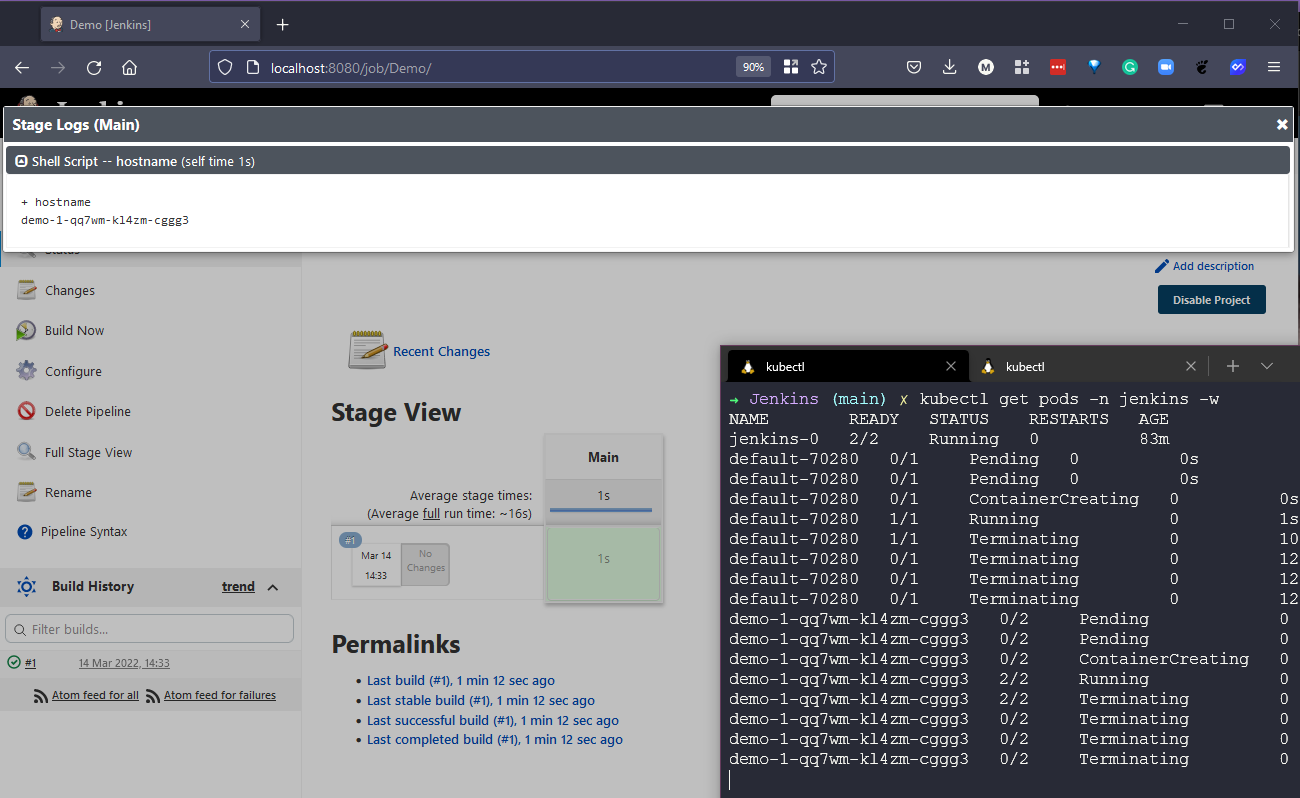 Demo [Jenkins]
localhost:8080/job/Demo/
90%
Stage Logs (Main)
Shell Script -- hostname (self time 1s)
+ hostname
demo-1-qq7wm-kl4zm-cggg3
Status
Changes
Build Now
Configure
Delete Pipeline
Full Stage View
Rename
Pipeline Syntax
Build History
trend
Filter builds...
#1
14 Mar 2022, 14:33
Atom feed for all
Atom feed for failures
Add description
Disable Project
Recent Changes
Stage View
Main
Average stage times:
1s
(Average full run time: ~16s)
#1
Mar 14
14:33
No
Changes
1s
Permalinks
Last build (#1), 1 min 12 sec ago
Last stable build (#1), 1 min 12 sec ago
Last successful build (#1), 1 min 12 sec ago
Last completed build (#1), 1 min 12 sec ago
kubectl
kubectl
→ Jenkins (main) ✗ kubectl get pods -n jenkins -w
NAME READY STATUS RESTARTS AGE
jenkins-0 2/2 Running 0 83m
default-70280 0/1 Pending 0 0s
default-70280 0/1 Pending 0 0s
default-70280 0/1 ContainerCreating 0 0s
default-70280 1/1 Running 0 1s
default-70280 1/1 Terminating 0 10
default-70280 0/1 Terminating 0 12
default-70280 0/1 Terminating 0 12
default-70280 0/1 Terminating 0 12
demo-1-qq7wm-kl4zm-cggg3 0/2 Pending 0
demo-1-qq7wm-kl4zm-cggg3 0/2 Pending 0
demo-1-qq7wm-kl4zm-cggg3 0/2 ContainerCreating 0
demo-1-qq7wm-kl4zm-cggg3 2/2 Running 0
demo-1-qq7wm-kl4zm-cggg3 2/2 Terminating 0
demo-1-qq7wm-kl4zm-cggg3 0/2 Terminating 0
demo-1-qq7wm-kl4zm-cggg3 0/2 Terminating 0
demo-1-qq7wm-kl4zm-cggg3 0/2 Terminating 0